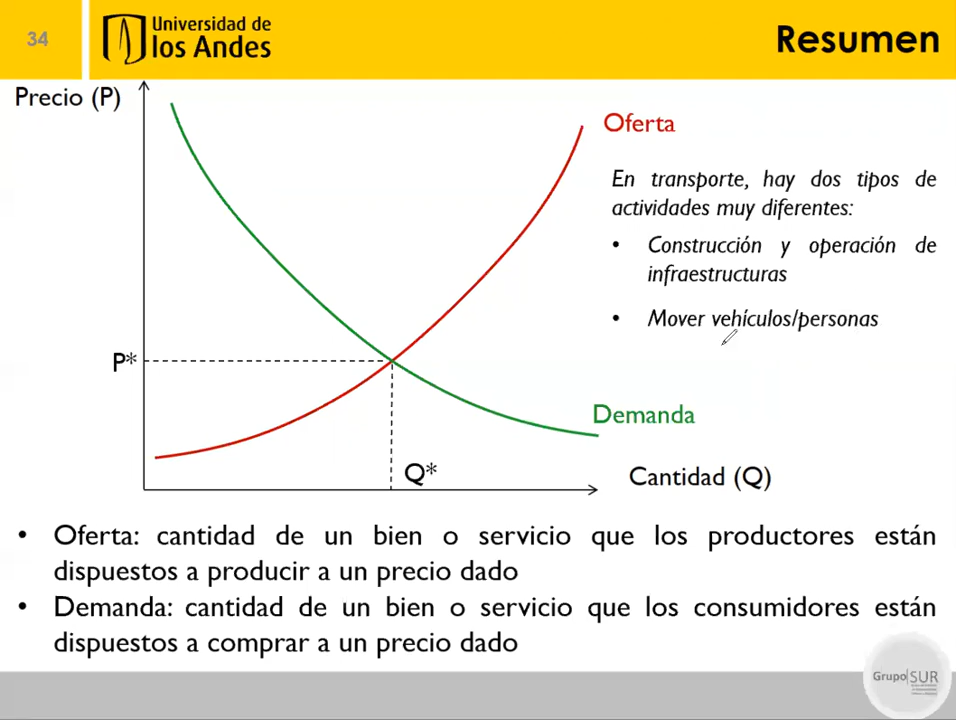 34
Universidad de
los Andes
Resumen
Precio (P)
Oferta
En transporte, hay dos tipos de
actividades muy diferentes:
• Construcción y operación de
infraestructuras
• Mover vehículos/personas
P*
Demanda
Q*
Cantidad (Q)
• Oferta: cantidad de un bien o servicio que los productores están
dispuestos a producir a un precio dado
• Demanda: cantidad de un bien o servicio que los consumidores están
dispuestos a comprar a un precio dado
Grupo|SUR